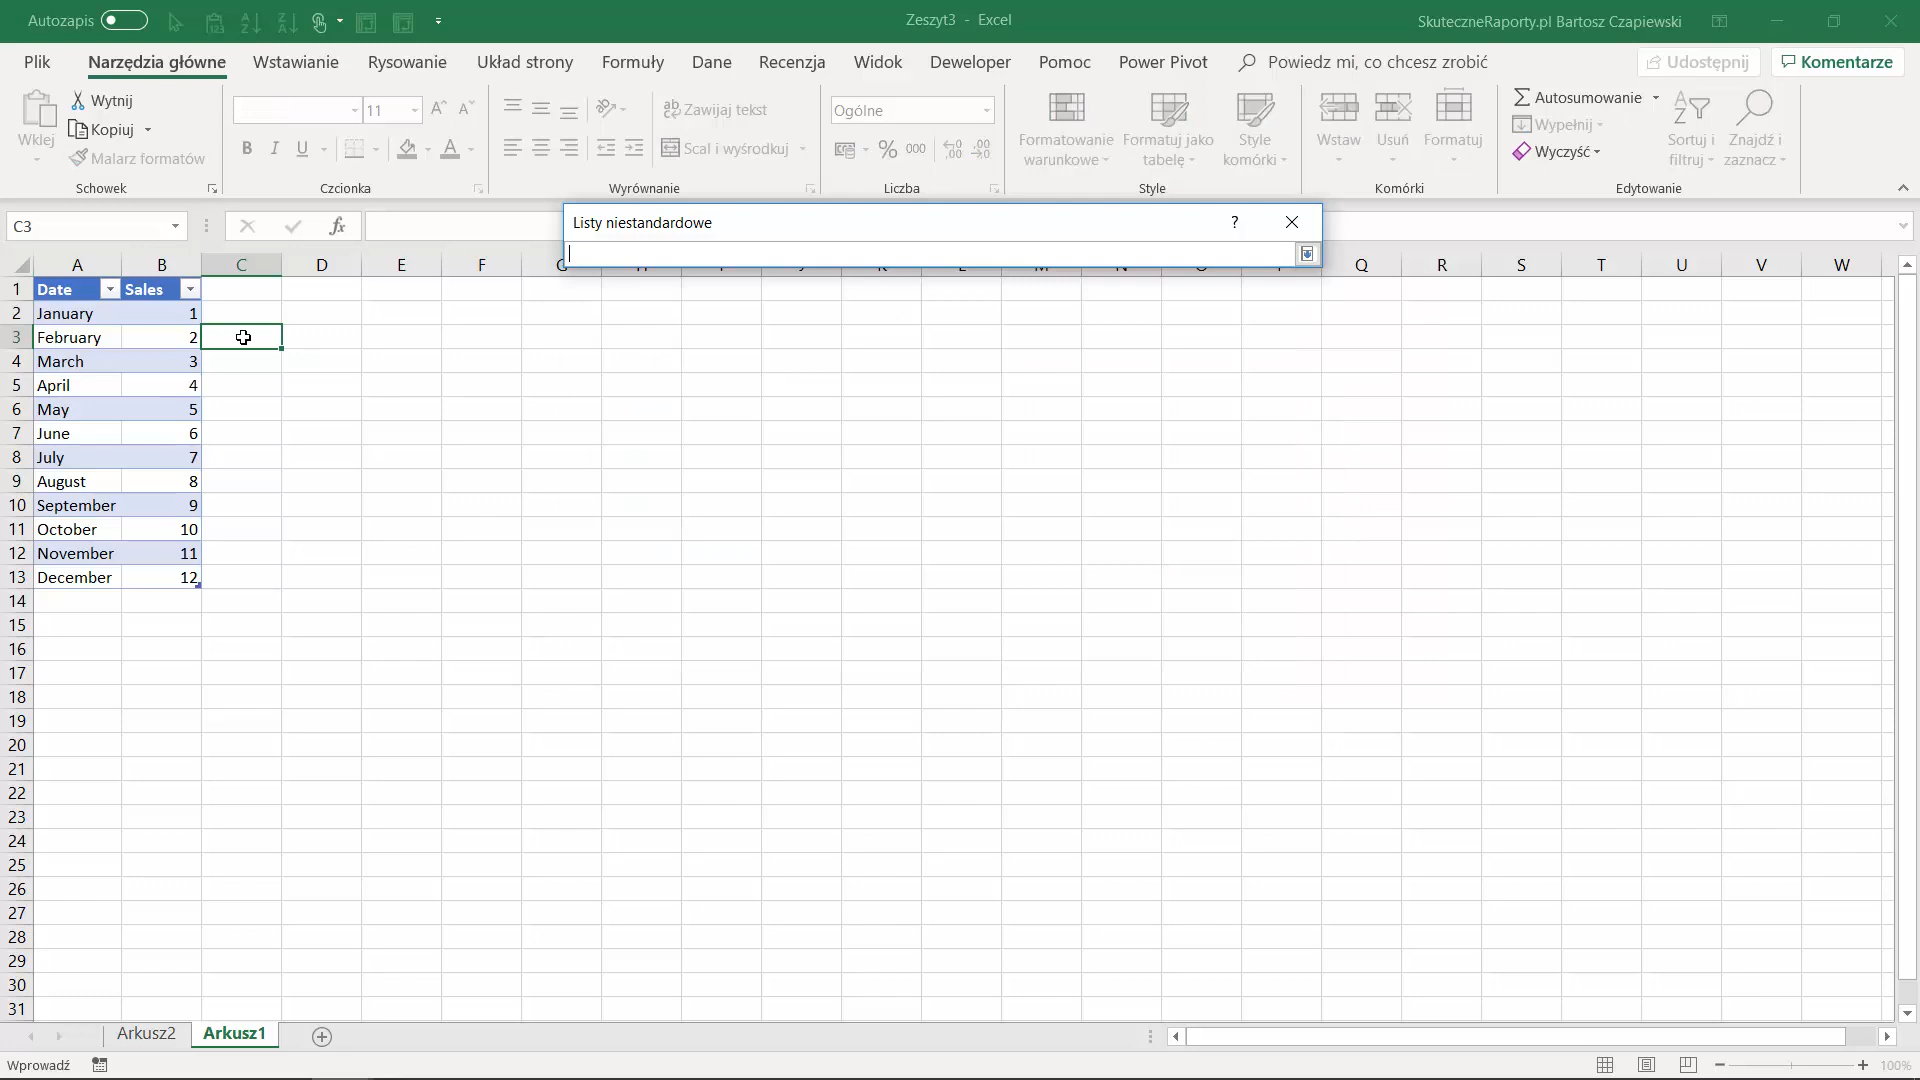 Autozapis
Zeszyt3 - Excel
SkuteczneRaporty.pl Bartosz Czapiewski
Plik Narzędzia główne Wstawianie Rysowanie Układ strony Formuły Dane Recenzja Widok Deweloper Pomoc Power Pivot Powiedz mi, co chcesz zrobić Udostępnij Komentarze
Wklej
Wytnij
Kopiuj
Malarz formatów
Schowek
11
B I U
Czcionka
Zawijaj tekst
Scal i wyśrodkuj
Wyrównanie
Ogólne
% 000
Liczba
Formatowanie warunkowe
Formatuj jako tabelę
Style komórki
Style
Wstaw
Usuń
Formatuj
Komórki
Autosumowanie
Wypełnij
Wyczyść
Sortuj i filtruj
Znajdź i zaznacz
Edytowanie
C3
fx
Listy niestandardowe ?
A B C D E F P Q R S T U V W
1 Date Sales
2 January 1
3 February 2
4 March 3
5 April 4
6 May 5
7 June 6
8 July 7
9 August 8
10 September 9
11 October 10
12 November 11
13 December 12
14
15
16
17
18
19
20
21
22
23
24
25
26
27
28
29
30
31
Arkusz2 Arkusz1
Wprowadź
100%